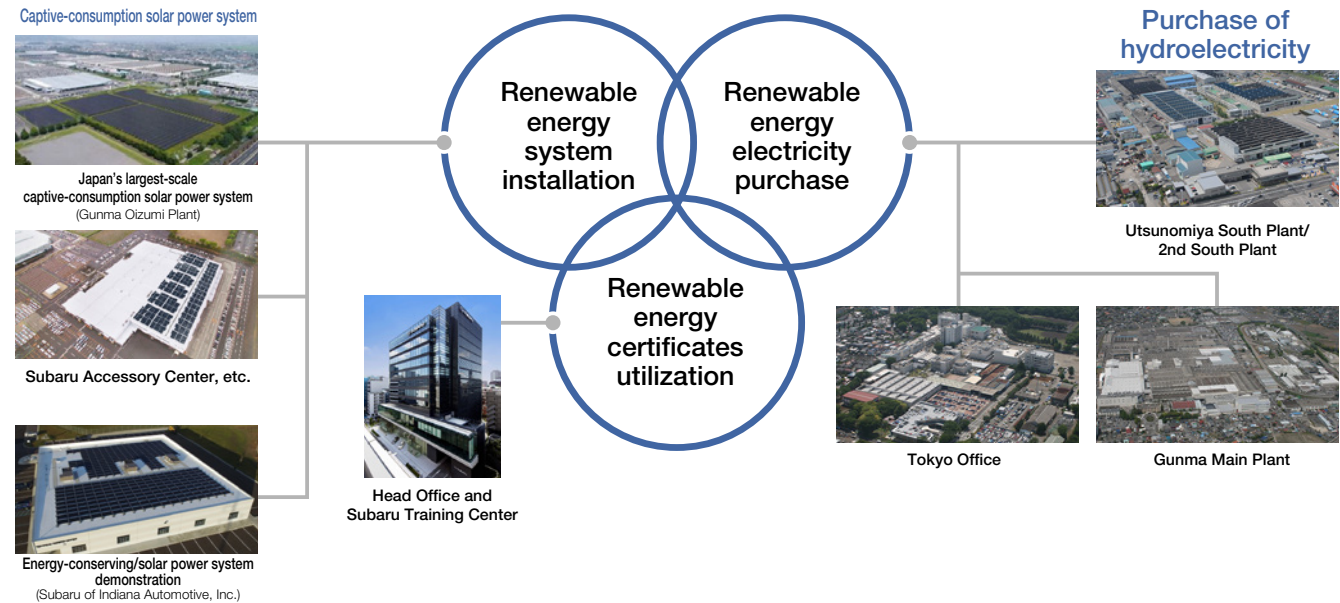 Captive-consumption solar power system
Japan's largest-scale
captive-consumption solar power system
(Gunma Oizumi Plant)
Subaru Accessory Center, etc.
Energy-conserving/solar power system
demonstration
(Subaru of Indiana Automotive, Inc.)
Renewable
energy
system
installation
Renewable
energy
electricity
purchase
Renewable
energy
certificates
utilization
Head Office and
Subaru Training Center
Purchase of
hydroelectricity
Utsunomiya South Plant/
2nd South Plant
Tokyo Office
Gunma Main Plant